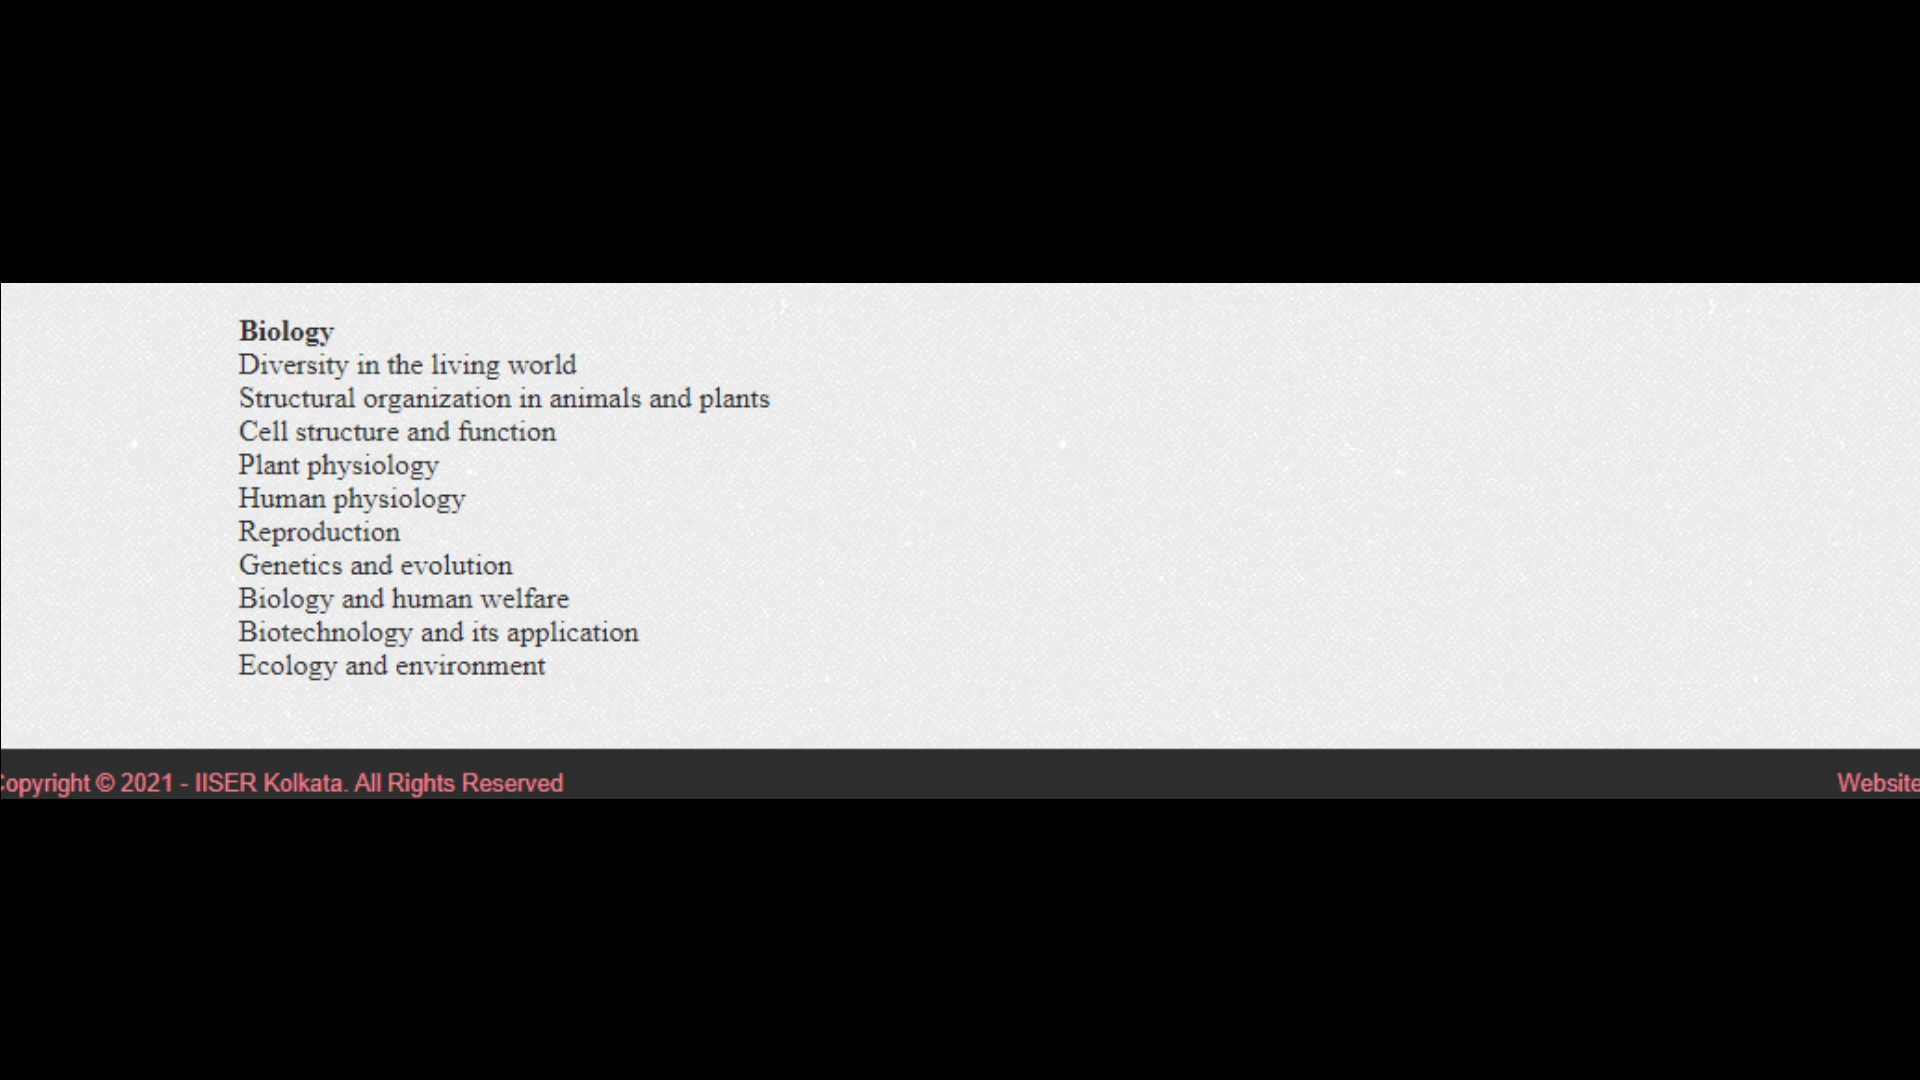 Biology
Diversity in the living world
Structural organization in animals and plants
Cell structure and function
Plant physiology
Human physiology
Reproduction
Genetics and evolution
Biology and human welfare
Biotechnology and its application
Ecology and environment
opyright © 2021 - IISER Kolkata. All Rights Reserved
Website